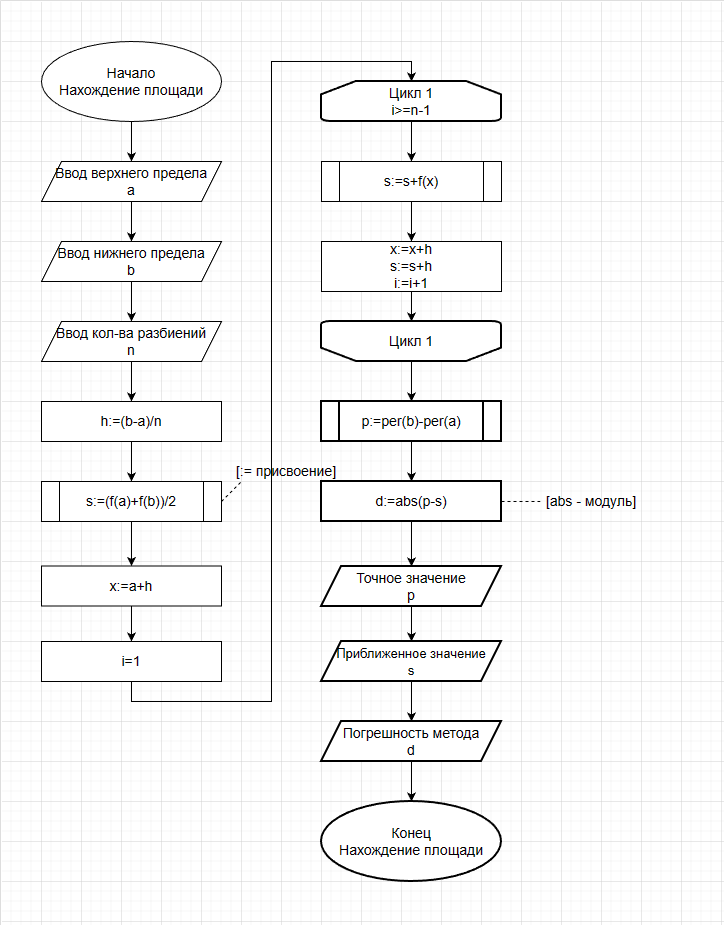 Начало
Нахождение площади
Ввод верхнего предела
a
Ввод нижнего предела
b
Ввод кол-ва разбиений
n
h:=(b-a)/n
[:= присвоение]
s:=(f(a)+f(b))/2
x:=a+h
i=1
Цикл 1
i>=n-1
s:=s+f(x)
x:=x+h
s:=s+h
i:=i+1
Цикл 1
p:=per(b)-per(a)
d:=abs(p-s)
[abs - модуль]
Точное значение
p
Приближенное значение
s
Погрешность метода
d
Конец
Нахождение площади